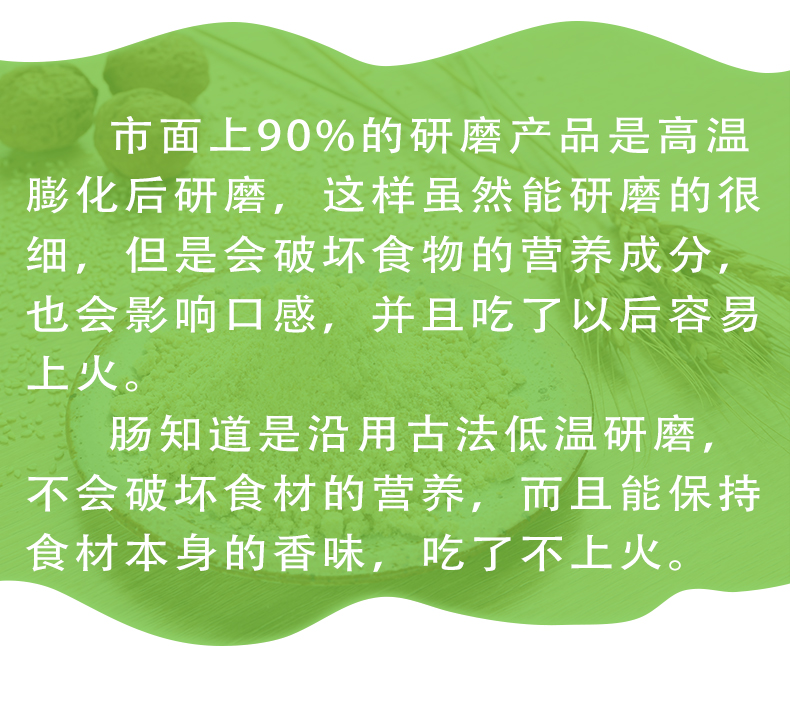 市面上90%的研磨产品是高温
膨化后研磨，这样虽然能研磨的很
细，但是会破坏食物的营养成分，
也会影响口感，并且吃了以后容易
上火。
肠知道是沿用古法低温研磨，
不会破坏食材的营养，而且能保持
食材本身的香味，吃了不上火。